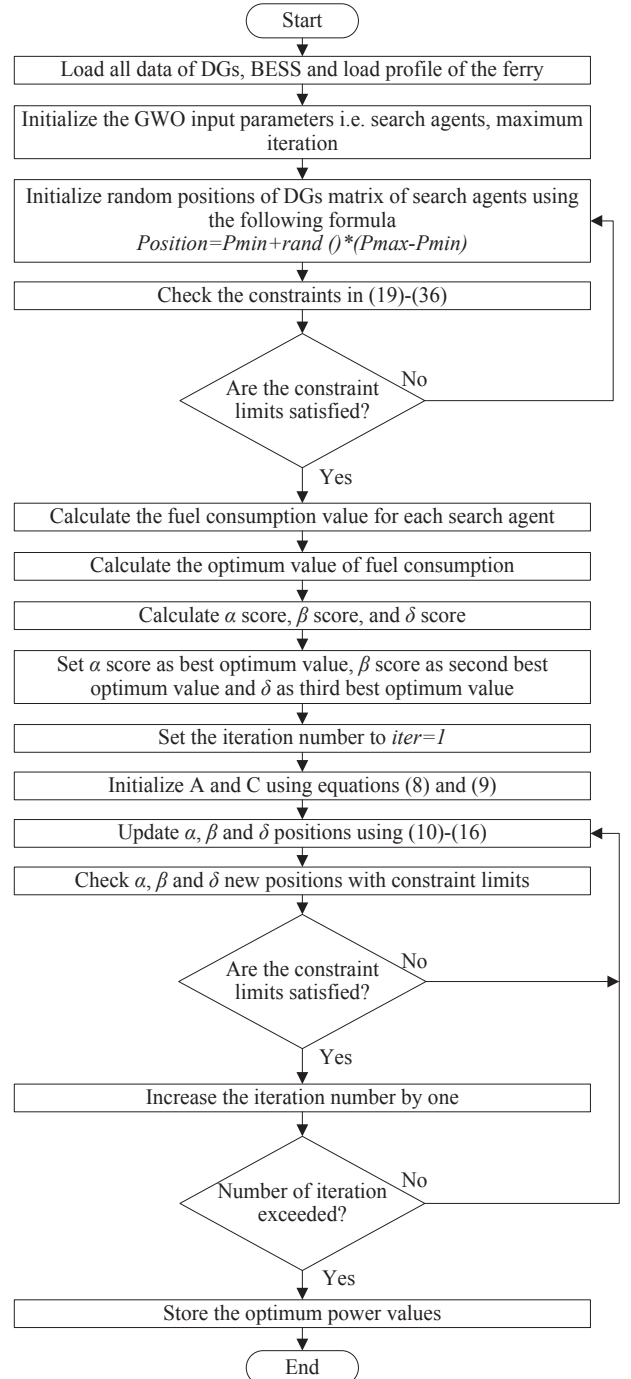 Start
Load all data of DGs, BESS and load profile of the ferry
Initialize the GWO input parameters i.e. search agents, maximum
iteration
Initialize random positions of DGs matrix of search agents using
the following formula
Position=Pmin+rand ()*(Pmax-Pmin)
Check the constraints in (19)-(36)
Are the constraint
limits satisfied?
No
Yes
Calculate the fuel consumption value for each search agent
Calculate the optimum value of fuel consumption
Calculate α score, β score, and δ score
Set α score as best optimum value, β score as second best
optimum value and δ as third best optimum value
Set the iteration number to iter=1
Initialize A and C using equations (8) and (9)
Update α, β and δ positions using (10)-(16)
Check α, β and δ new positions with constraint limits
Are the constraint
limits satisfied?
No
Yes
Increase the iteration number by one
Number of iteration
exceeded?
No
Yes
Store the optimum power values
End